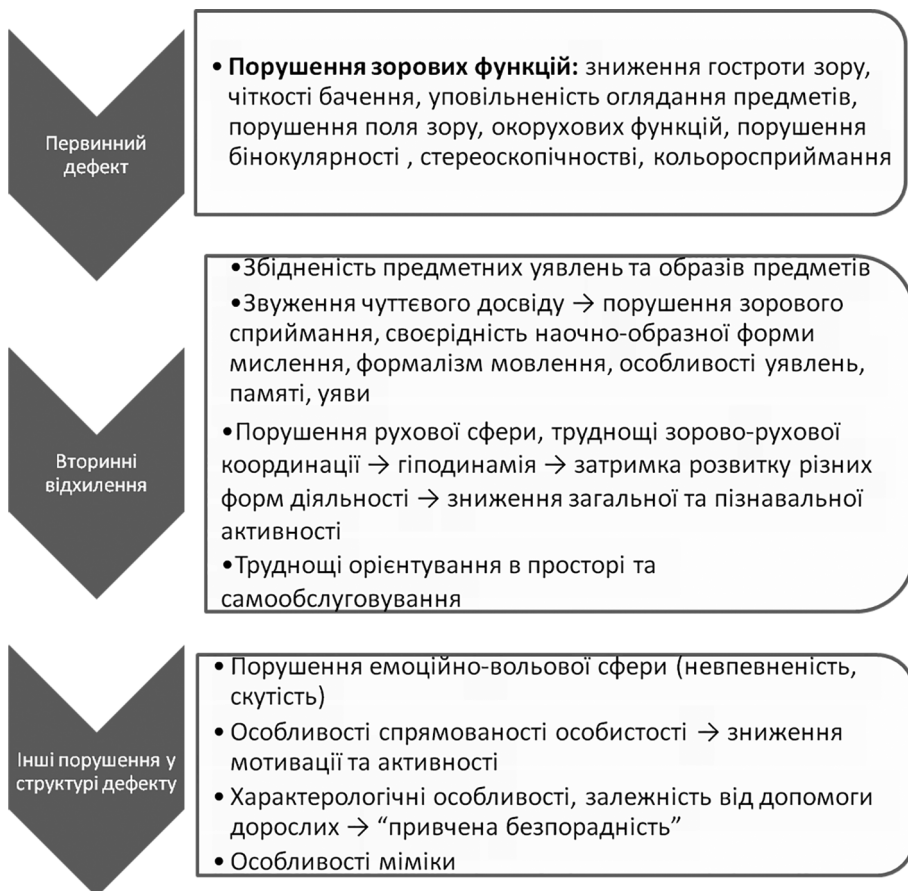 Первинний
дефект
• Порушення зорових функцій: зниження гостроти зору,
чіткості бачення, уповільненість оглядання предметів,
порушення поля зору, окорухових функцій, порушення
бінокулярності , стереоскопічностві, кольоросприймання
Вторинні
відхилення
•Збідненість предметних уявлень та образів предметів
•Звуження чуттєвого досвіду → порушення зорового
сприймання, своєрідність наочно-образної форми
мислення, формалізм мовлення, особливості уявлень,
памяті, уяви
•Порушення рухової сфери, труднощі зорово-рухової
координації → гіподинамія → затримка розвитку різних
форм діяльності → зниження загальної та пізнавальної
активності
•Труднощі орієнтування в просторі та
самообслуговування
Інші порушення у
структурі дефекту
• Порушення емоційно-вольової сфери (невпевненість,
скутість)
• Особливості спрямованості особистості → зниження
мотивації та активності
• Характерологічні особливості, залежність від допомоги
дорослих → “привчена безпорадність”
• Особливості міміки